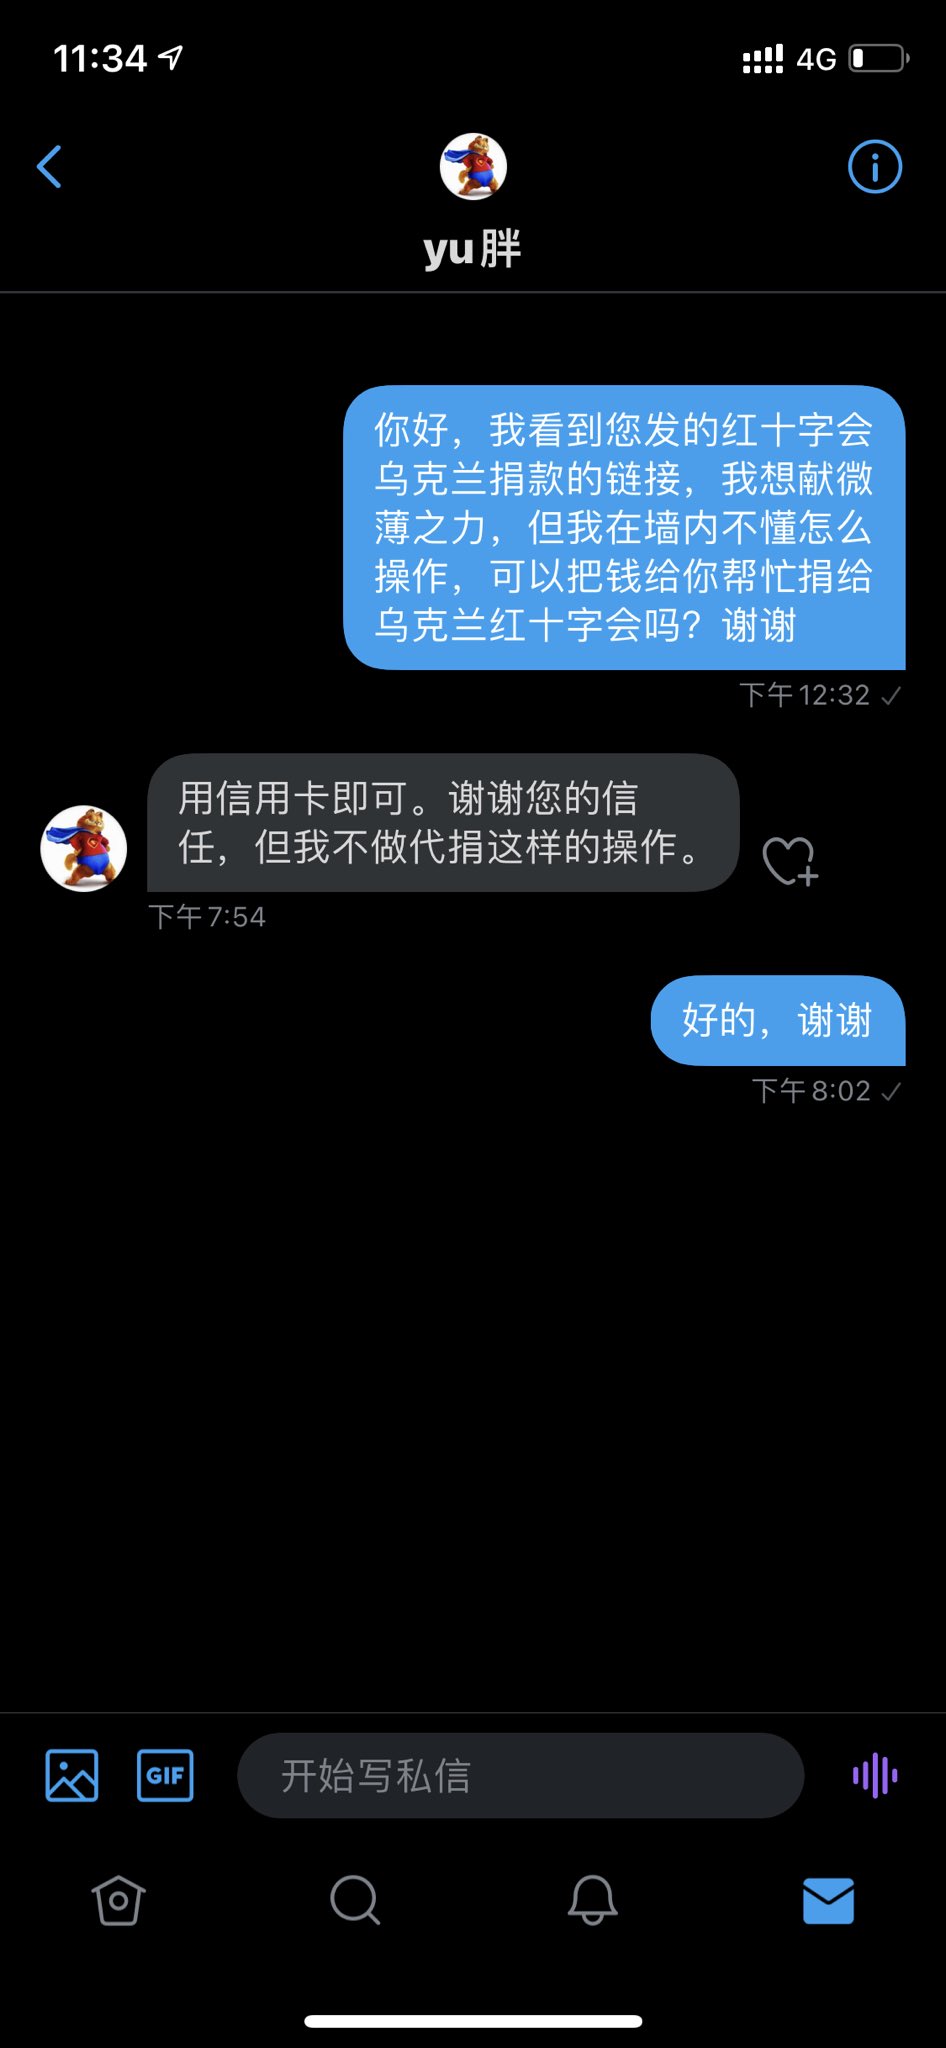 11:34
4G
yu胖
你好，我看到您发的红十字会
乌克兰捐款的链接，我想献微
薄之力，但我在墙内不懂怎么
操作，可以把钱给你帮忙捐给
乌克兰红十字会吗？谢谢
下午12:32
用信用卡即可。谢谢您的信
任，但我不做代捐这样的操作。
下午7:54
好的，谢谢
下午8:02
GIF
开始写私信